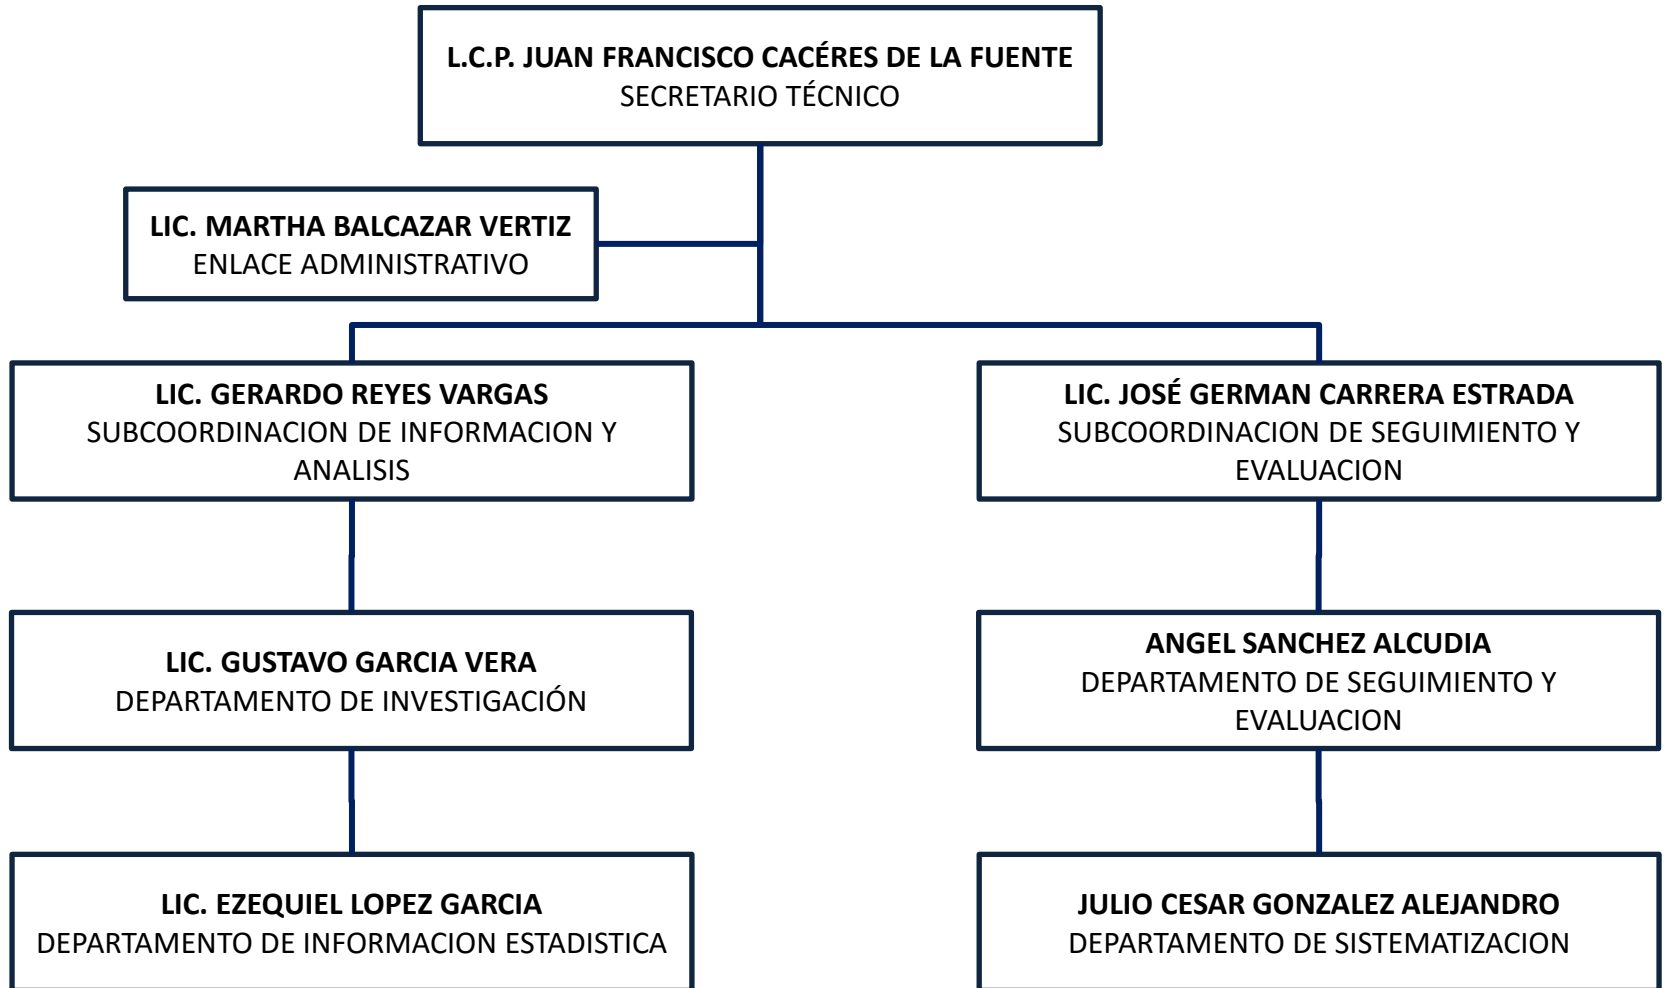 L.C.P. JUAN FRANCISCO CACÉRES DE LA FUENTE
SECRETARIO TÉCNICO
LIC. MARTHA BALCAZAR VERTIZ
ENLACE ADMINISTRATIVO
LIC. GERARDO REYES VARGAS
SUBCOORDINACION DE INFORMACION Y
ANALISIS
LIC. JOSÉ GERMAN CARRERA ESTRADA
SUBCOORDINACION DE SEGUIMIENTO Y
EVALUACION
LIC. GUSTAVO GARCIA VERA
DEPARTAMENTO DE INVESTIGACIÓN
ANGEL SANCHEZ ALCUDIA
DEPARTAMENTO DE SEGUIMIENTO Y
EVALUACION
LIC. EZEQUIEL LOPEZ GARCIA
DEPARTAMENTO DE INFORMACION ESTADISTICA
JULIO CESAR GONZALEZ ALEJANDRO
DEPARTAMENTO DE SISTEMATIZACION